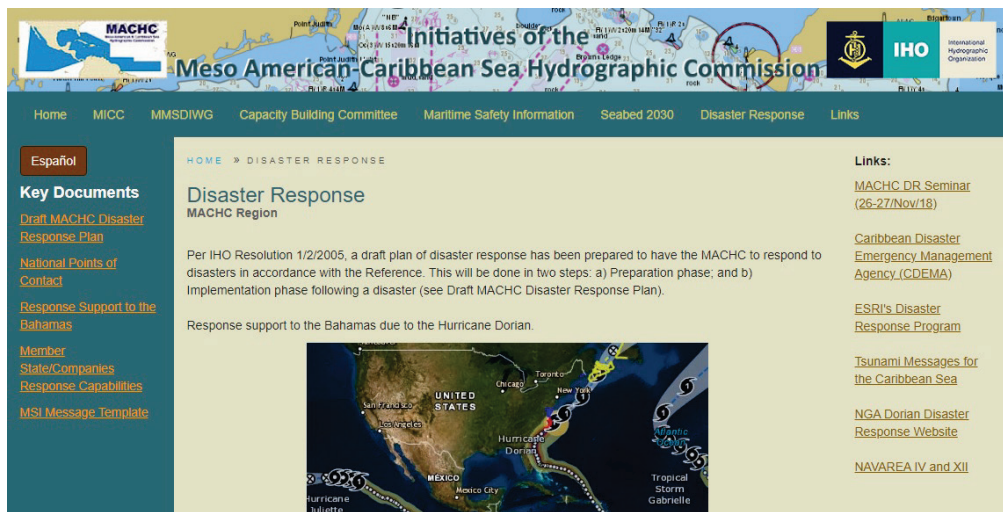 MACHC
Initiatives of the
Meso American-Caribbean Sea Hydrographic Commission
IHO
International
Hydrographic
Organization
Home MICC MMSDIWG Capacity Building Committee Maritime Safety Information Seabed 2030 Disaster Response Links
Español
Key Documents
Draft MACHC Disaster
Response Plan
National Points of
Contact
Response Support to the
Bahamas
Member
State/Companies
Response Capabilities
MSI Message Template
HOME » DISASTER RESPONSE
Disaster Response
MACHC Region
Per IHO Resolution 1/2/2005, a draft plan of disaster response has been prepared to have the MACHC to respond to
disasters in accordance with the Reference. This will be done in two steps: a) Preparation phase; and b)
Implementation phase following a disaster (see Draft MACHC Disaster Response Plan).
Response support to the Bahamas due to the Hurricane Dorian.
Toronto
Chicago
New York
UNITED
STATES
San Francisco
Los Angeles
Hurricane
Dorian
Atlantic
Ocean
MÉXICO
Mexico City
Tropical
Storm
Gabrielle
Hurricane
Juliette
Links:
MACHC DR Seminar
(26-27/Nov/18)
Caribbean Disaster
Emergency Management
Agency (CDEMA)
ESRI's Disaster
Response Program
Tsunami Messages for
the Caribbean Sea
NGA Dorian Disaster
Response Website
NAVAREA IV and XII